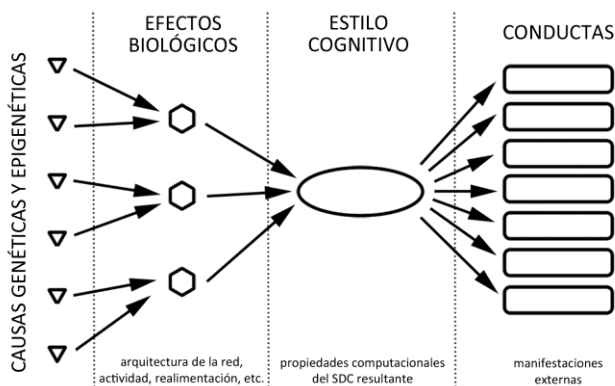 CAUSAS GENÉTICAS Y EPIGENÉTICAS
EFECTOS
BIOLÓGICOS
ESTILO
COGNITIVO
CONDUCTAS
arquitectura de la red,
actividad, realimentación, etc.
propiedades computacionales
del SDC resultante
manifestaciones
externas